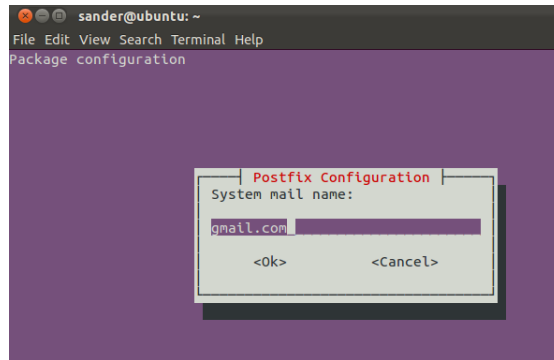 sander@ubuntu: ~
File Edit View Search Terminal Help
Package configuration
Postfix Configuration
System mail name:
gmail.com
<Ok> <Cancel>